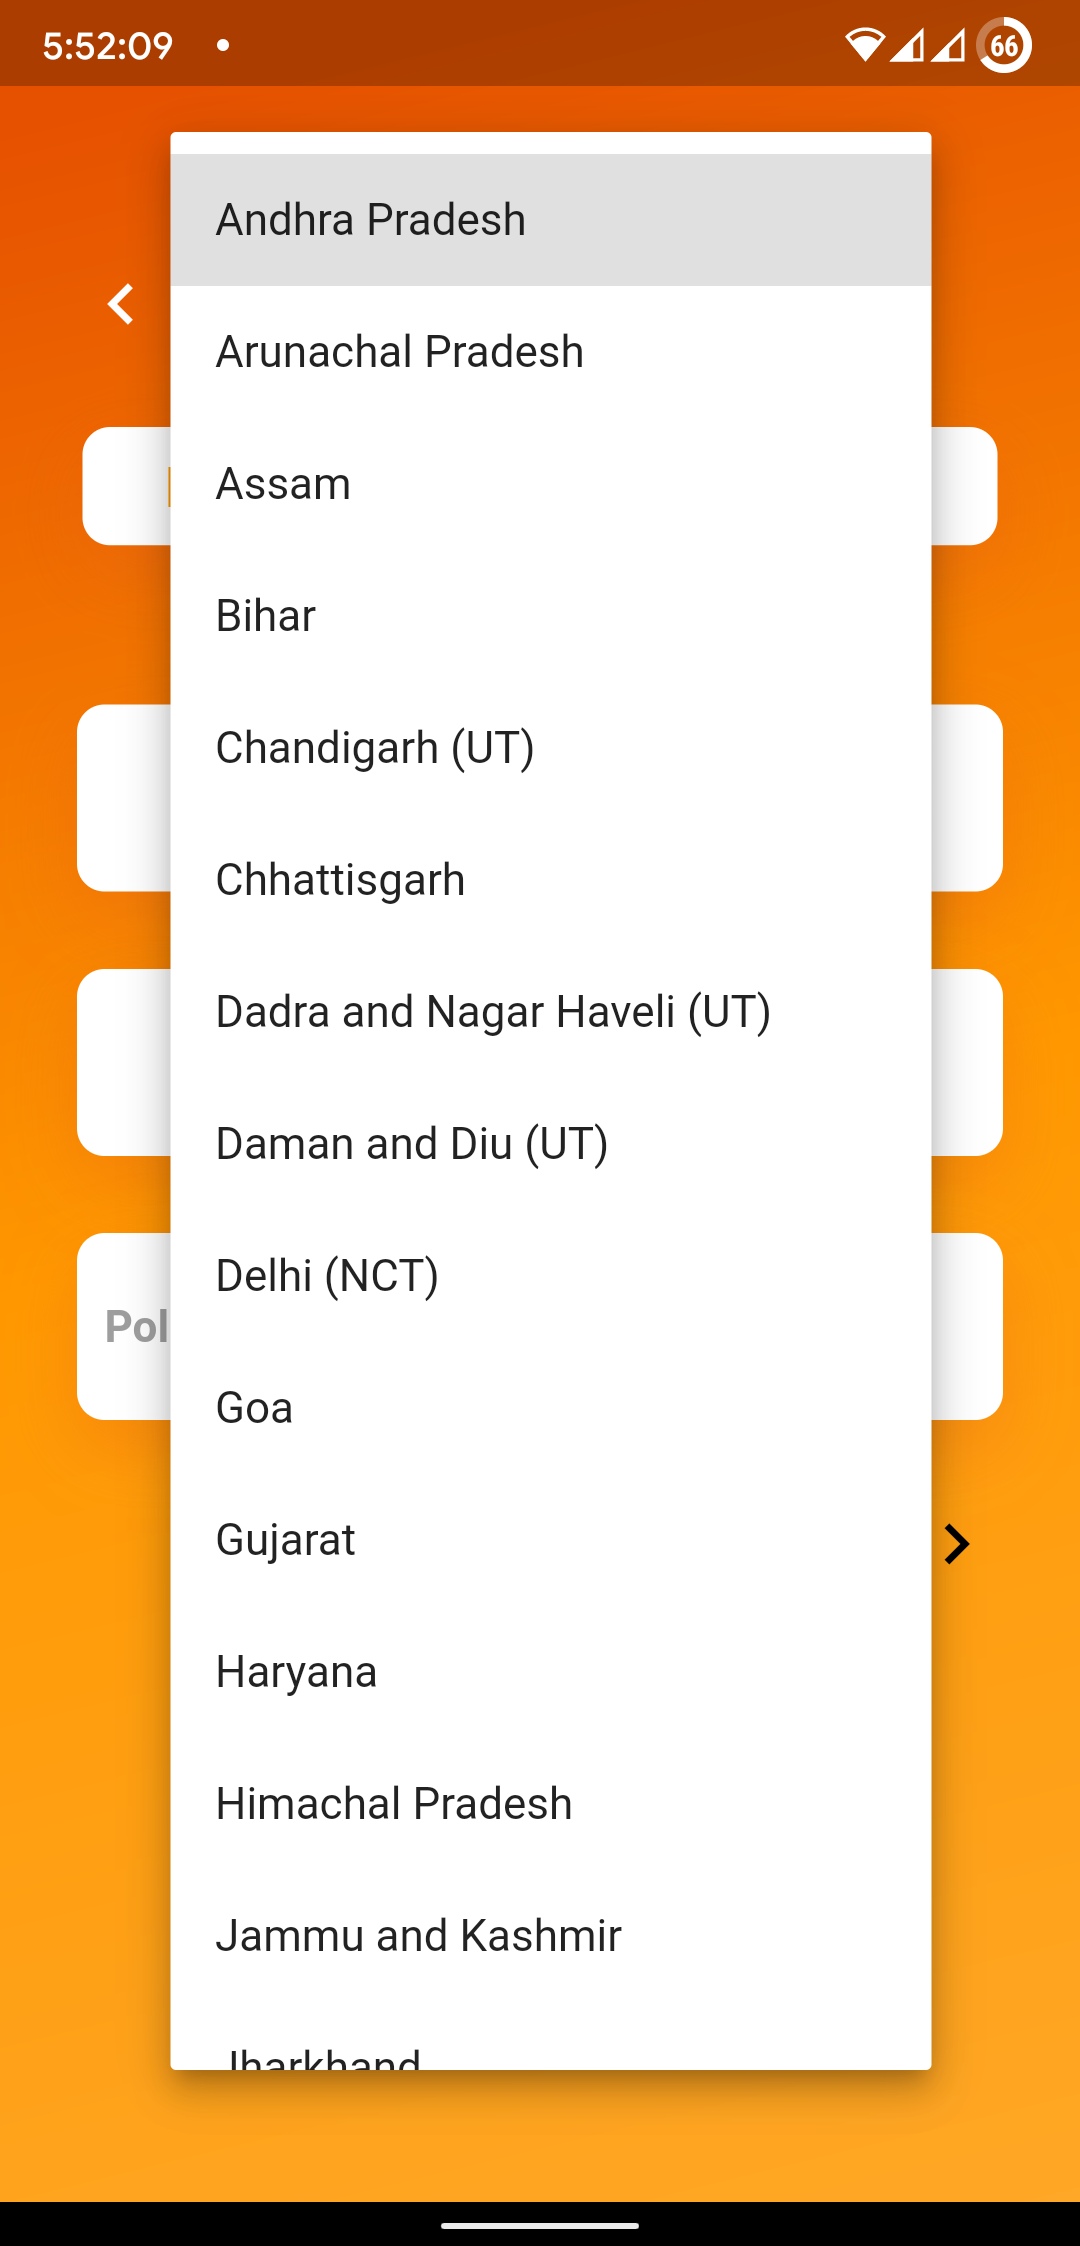 5:52:09
66
Andhra Pradesh
Arunachal Pradesh
Assam
Bihar
Chandigarh (UT)
Chhattisgarh
Dadra and Nagar Haveli (UT)
Daman and Diu (UT)
Delhi (NCT)
Pol
Goa
Gujarat
Haryana
Himachal Pradesh
Jammu and Kashmir
Jharkhand